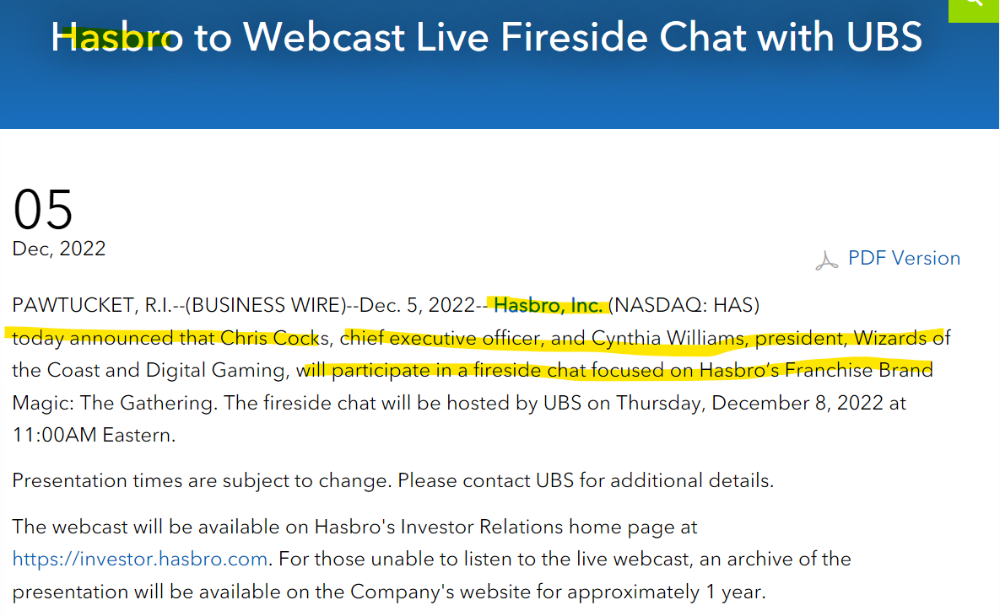 Hasbro to Webcast Live Fireside Chat with UBS
05
Dec, 2022
PDF Version
PAWTUCKET, R.I.--(BUSINESS WIRE)--Dec. 5, 2022-- Hasbro, Inc. (NASDAQ: HAS)
today announced that Chris Cocks, chief executive officer, and Cynthia Williams, president, Wizards of
the Coast and Digital Gaming, will participate in a fireside chat focused on Hasbro’s Franchise Brand
Magic: The Gathering. The fireside chat will be hosted by UBS on Thursday, December 8, 2022 at
11:00AM Eastern.
Presentation times are subject to change. Please contact UBS for additional details.
The webcast will be available on Hasbro's Investor Relations home page at
https://investor.hasbro.com. For those unable to listen to the live webcast, an archive of the
presentation will be available on the Company's website for approximately 1 year.